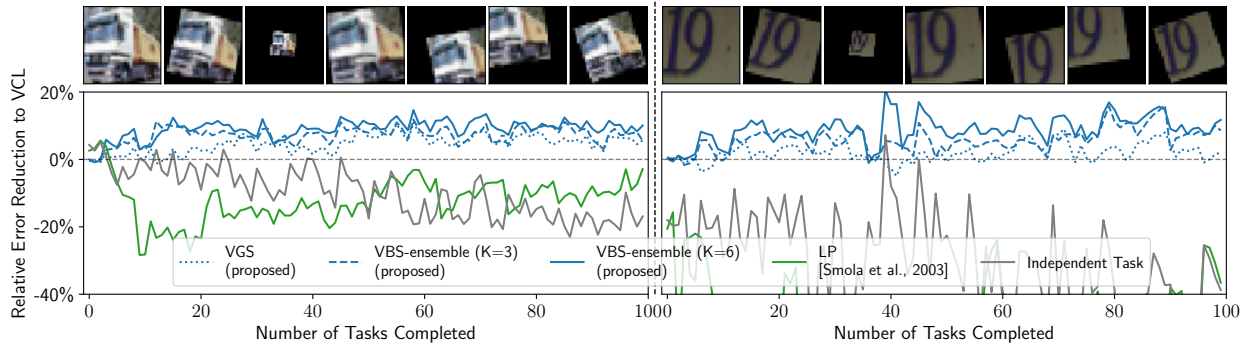 19 19 19 19 19 19 19
Relative Error Reduction to VCL
20%
0%
-20%
-40%
VGS
(proposed)
VBS-ensemble (K=3)
(proposed)
VBS-ensemble (K=6)
(proposed)
LP
[Smola et al., 2003]
Independent Task
0 20 40 60 80 100
0 20 40 60 80 100
Number of Tasks Completed
Number of Tasks Completed